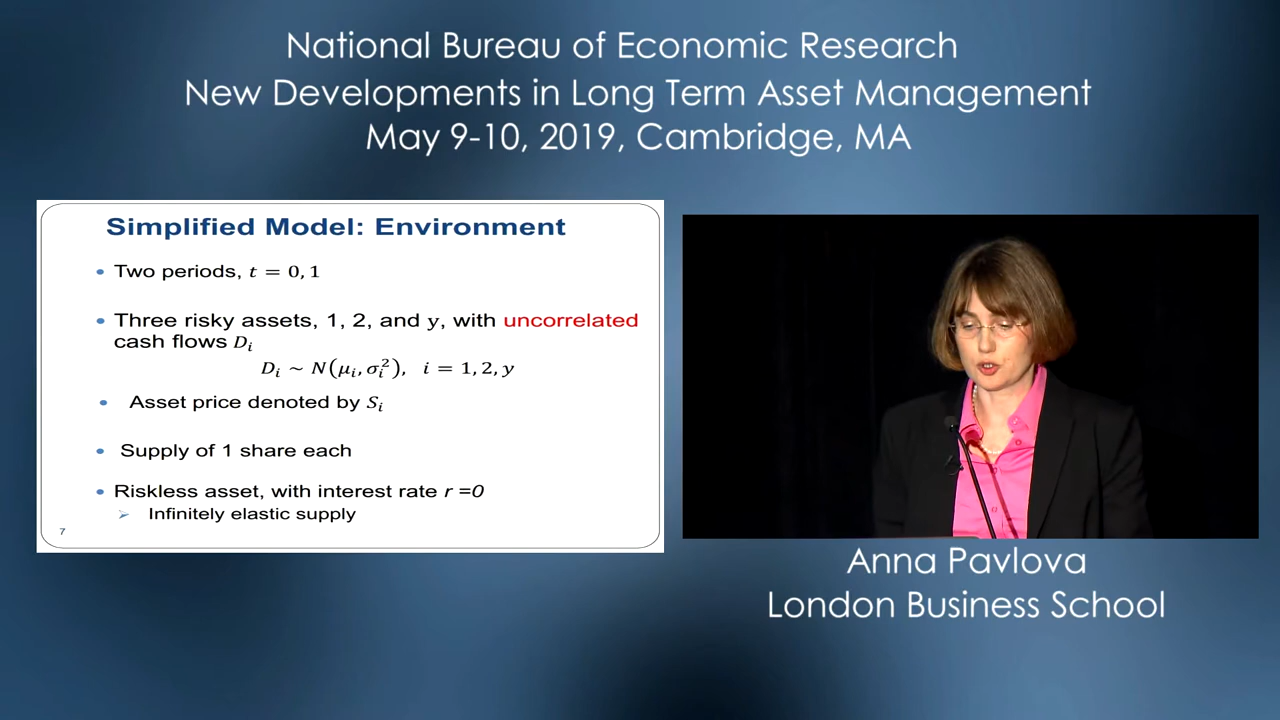 National Bureau of Economic Research
New Developments in Long Term Asset Management
May 9-10, 2019, Cambridge, MA
Simplified Model: Environment
• Two periods, t = 0, 1
• Three risky assets, 1, 2, and y, with uncorrelated
cash flows Dᵢ
Dᵢ ~ N(μᵢ, σᵢ²), i = 1, 2, y
• Asset price denoted by Sᵢ
• Supply of 1 share each
• Riskless asset, with interest rate r =0
➢ Infinitely elastic supply
7
Anna Pavlova
London Business School